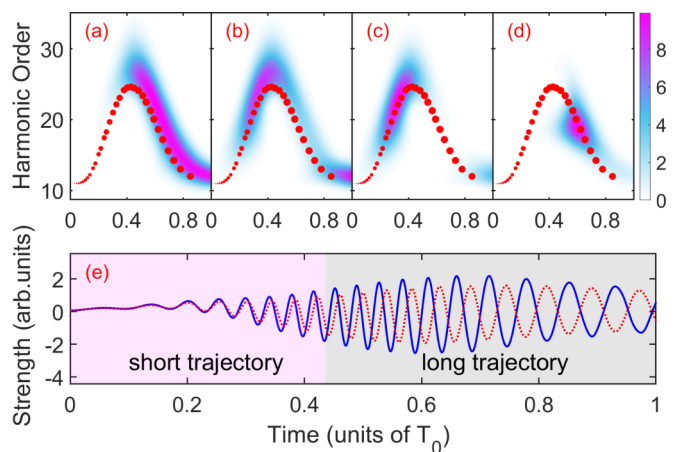 Harmonic Order
30
20
10
(a)
(b)
(c)
(d)
0 0.4 0.8
0 0.4 0.8
0 0.4 0.8
0 0.4 0.8
8
6
4
2
0
Strength (arb.units)
2
0
-2
-4
(e)
short trajectory
long trajectory
0 0.2 0.4 0.6 0.8 1
Time (units of T0)